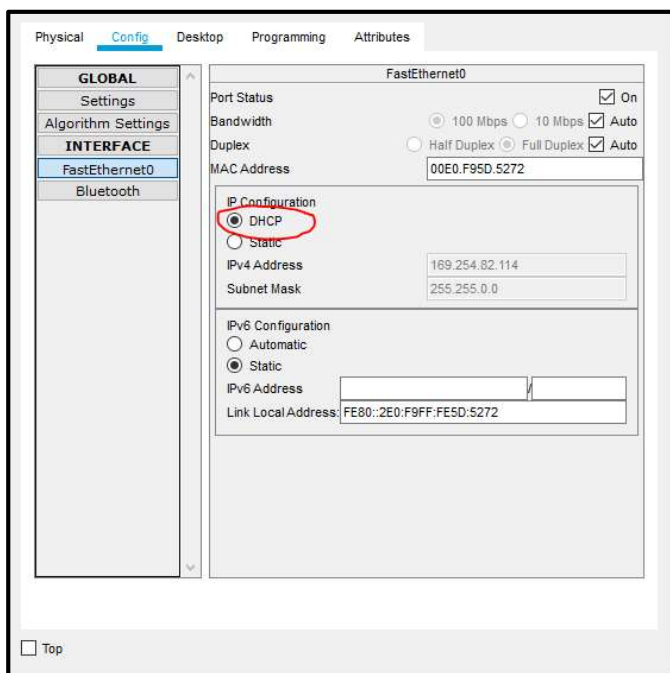 Physical Config Desktop Programming Attributes
GLOBAL
Settings
Algorithm Settings
INTERFACE
FastEthernet0
Bluetooth
FastEthernet0
Port Status On
Bandwidth 100 Mbps 10 Mbps Auto
Duplex Half Duplex Full Duplex Auto
MAC Address 00E0.F95D.5272
IP Configuration
DHCP
Static
IPv4 Address 169.254.82.114
Subnet Mask 255.255.0.0
IPv6 Configuration
Automatic
Static
IPv6 Address /
Link Local Address: FE80::2E0:F9FF:FE5D:5272
Top